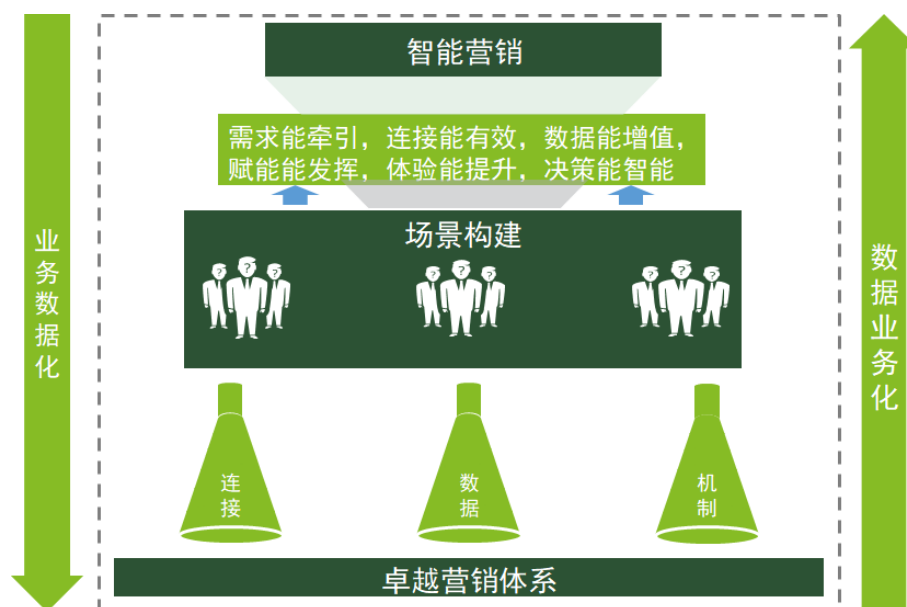 智能营销
需求能牵引，连接能有效，数据能增值，
赋能能发挥，体验能提升，决策能智能
场景构建
? ? ?
? ? ?
? ? ?
业务数据化
数据业务化
连接
数据
机制
卓越营销体系